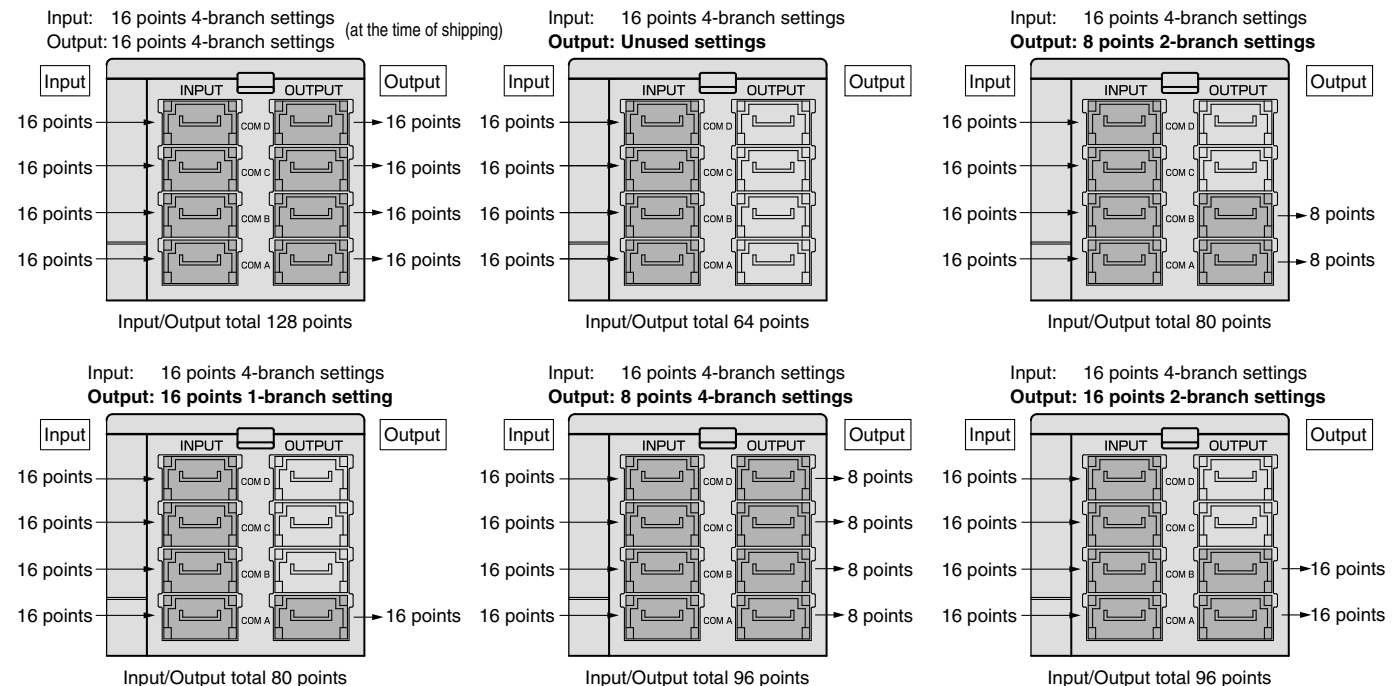 Input: 16 points 4-branch settings
Output: 16 points 4-branch settings
(at the time of shipping)
Input
Output
INPUT OUTPUT
16 points COM D 16 points
16 points COM C 16 points
16 points COM B 16 points
16 points COM A 16 points
Input/Output total 128 points
Input: 16 points 4-branch settings
Output: Unused settings
Input
Output
INPUT OUTPUT
16 points COM D
16 points COM C
16 points COM B
16 points COM A
Input/Output total 64 points
Input: 16 points 4-branch settings
Output: 8 points 2-branch settings
Input
Output
INPUT OUTPUT
16 points COM D
16 points COM C
16 points COM B 8 points
16 points COM A 8 points
Input/Output total 80 points
Input: 16 points 4-branch settings
Output: 16 points 1-branch setting
Input
Output
INPUT OUTPUT
16 points COM D
16 points COM C
16 points COM B
16 points COM A 16 points
Input/Output total 80 points
Input: 16 points 4-branch settings
Output: 8 points 4-branch settings
Input
Output
INPUT OUTPUT
16 points COM D 8 points
16 points COM C 8 points
16 points COM B 8 points
16 points COM A 8 points
Input/Output total 96 points
Input: 16 points 4-branch settings
Output: 16 points 2-branch settings
Input
Output
INPUT OUTPUT
16 points COM D
16 points COM C
16 points COM B 16 points
16 points COM A 16 points
Input/Output total 96 points